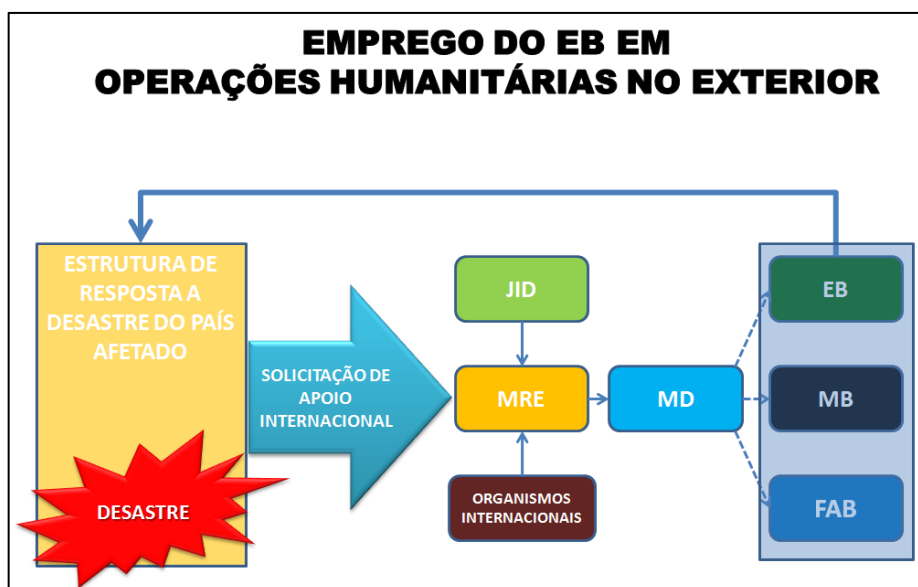 EMPREGO DO EB EM
OPERAÇÕES HUMANITÁRIAS NO EXTERIOR
ESTRUTURA DE
RESPOSTA A
DESASTRE DO PAÍS
AFETADO
DESASTRE
SOLICITAÇÃO DE
APOIO
INTERNACIONAL
JID
MRE
ORGANISMOS
INTERNACIONAIS
MD
EB
MB
FAB